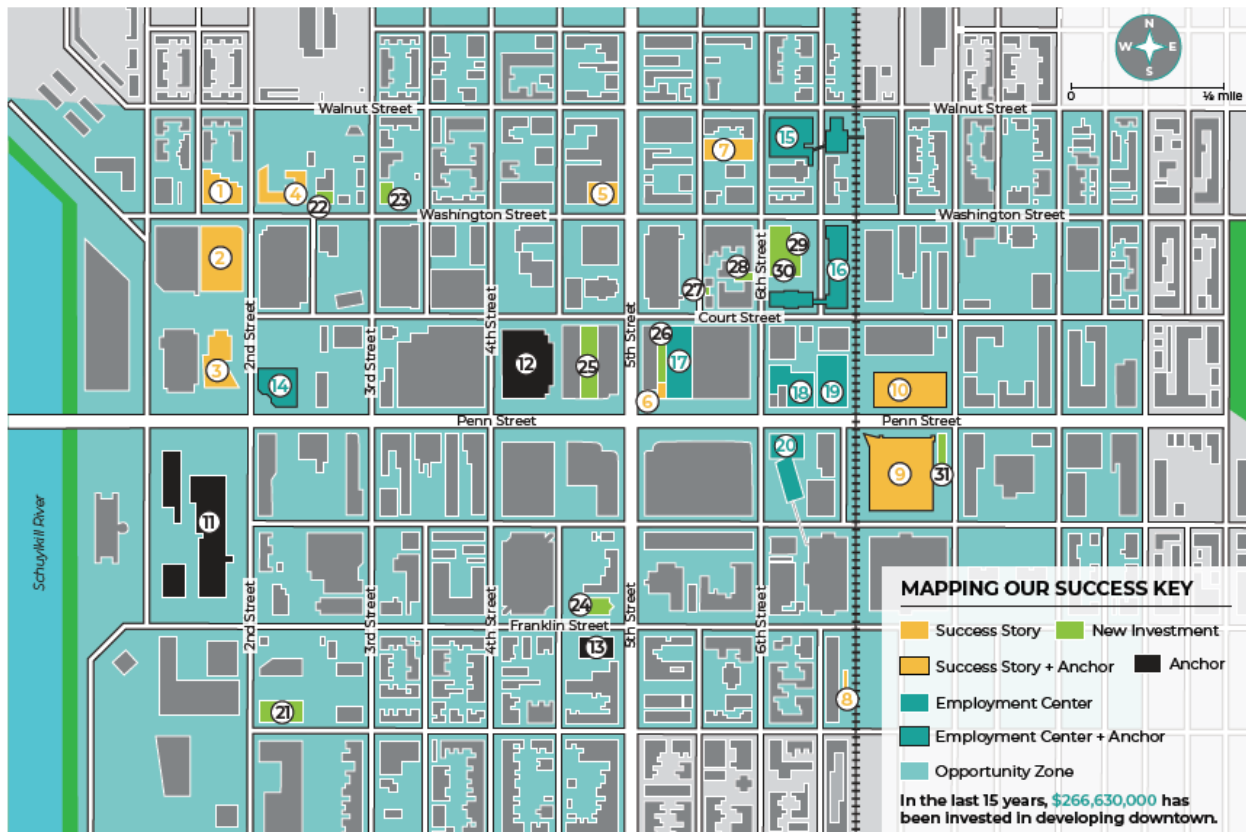 N
W E
S
0 ⅛ mile
Walnut Street
Walnut Street
15
7
1
4
5
22
23
Washington Street
Washington Street
2
29
28
30
16
27
6th Street
Court Street
2nd Street
3rd Street
4th Street
5th Street
3
14
12
25
26
17
6
18
19
10
Penn Street
Penn Street
20
9
31
11
Schuylkill River
2nd Street
3rd Street
4th Street
5th Street
6th Street
24
Franklin Street
13
21
8
MAPPING OUR SUCCESS KEY
Success Story
New Investment
Success Story + Anchor
Anchor
Employment Center
Employment Center + Anchor
Opportunity Zone
In the last 15 years, $266,630,000 has
been invested in developing downtown.